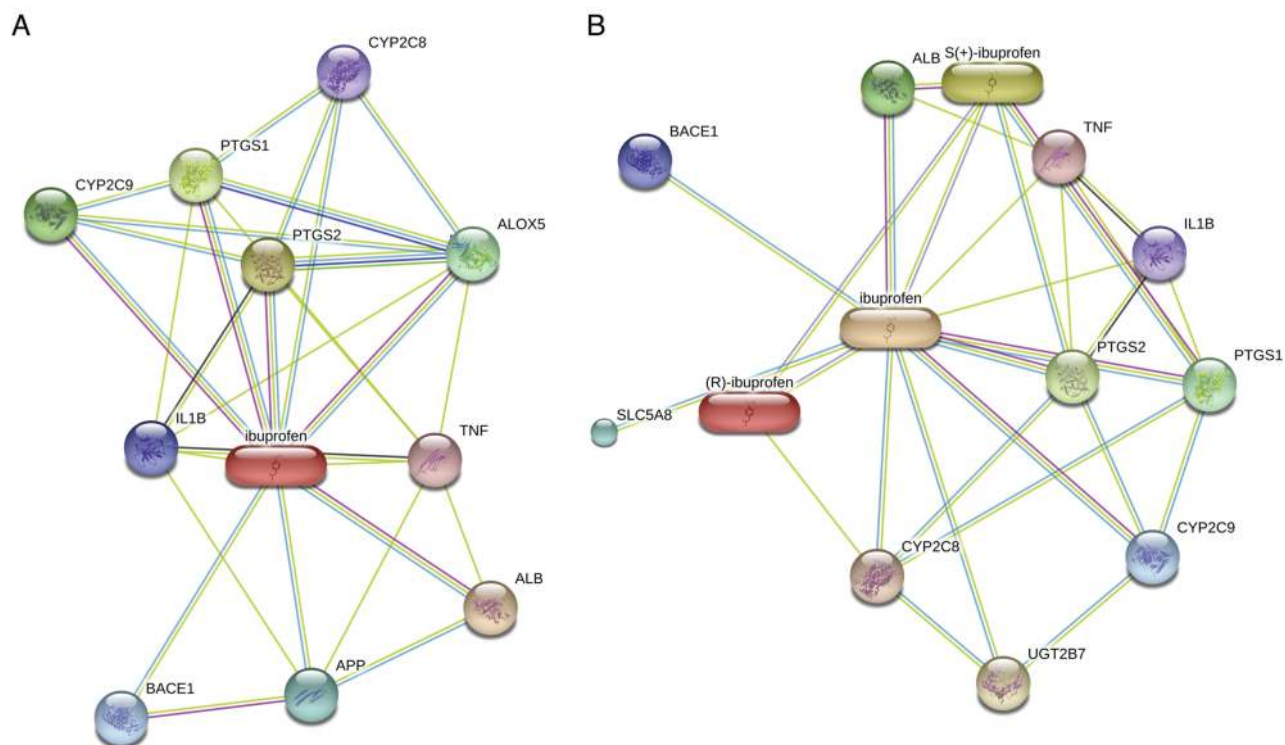 A
CYP2C8
PTGS1
CYP2C9
PTGS2
ALOX5
IL1B
ibuprofen
TNF
ALB
APP
BACE1
B
S(+)-ibuprofen
ALB
TNF
BACE1
IL1B
ibuprofen
PTGS2
PTGS1
(R)-ibuprofen
SLC5A8
CYP2C9
CYP2C8
UGT2B7